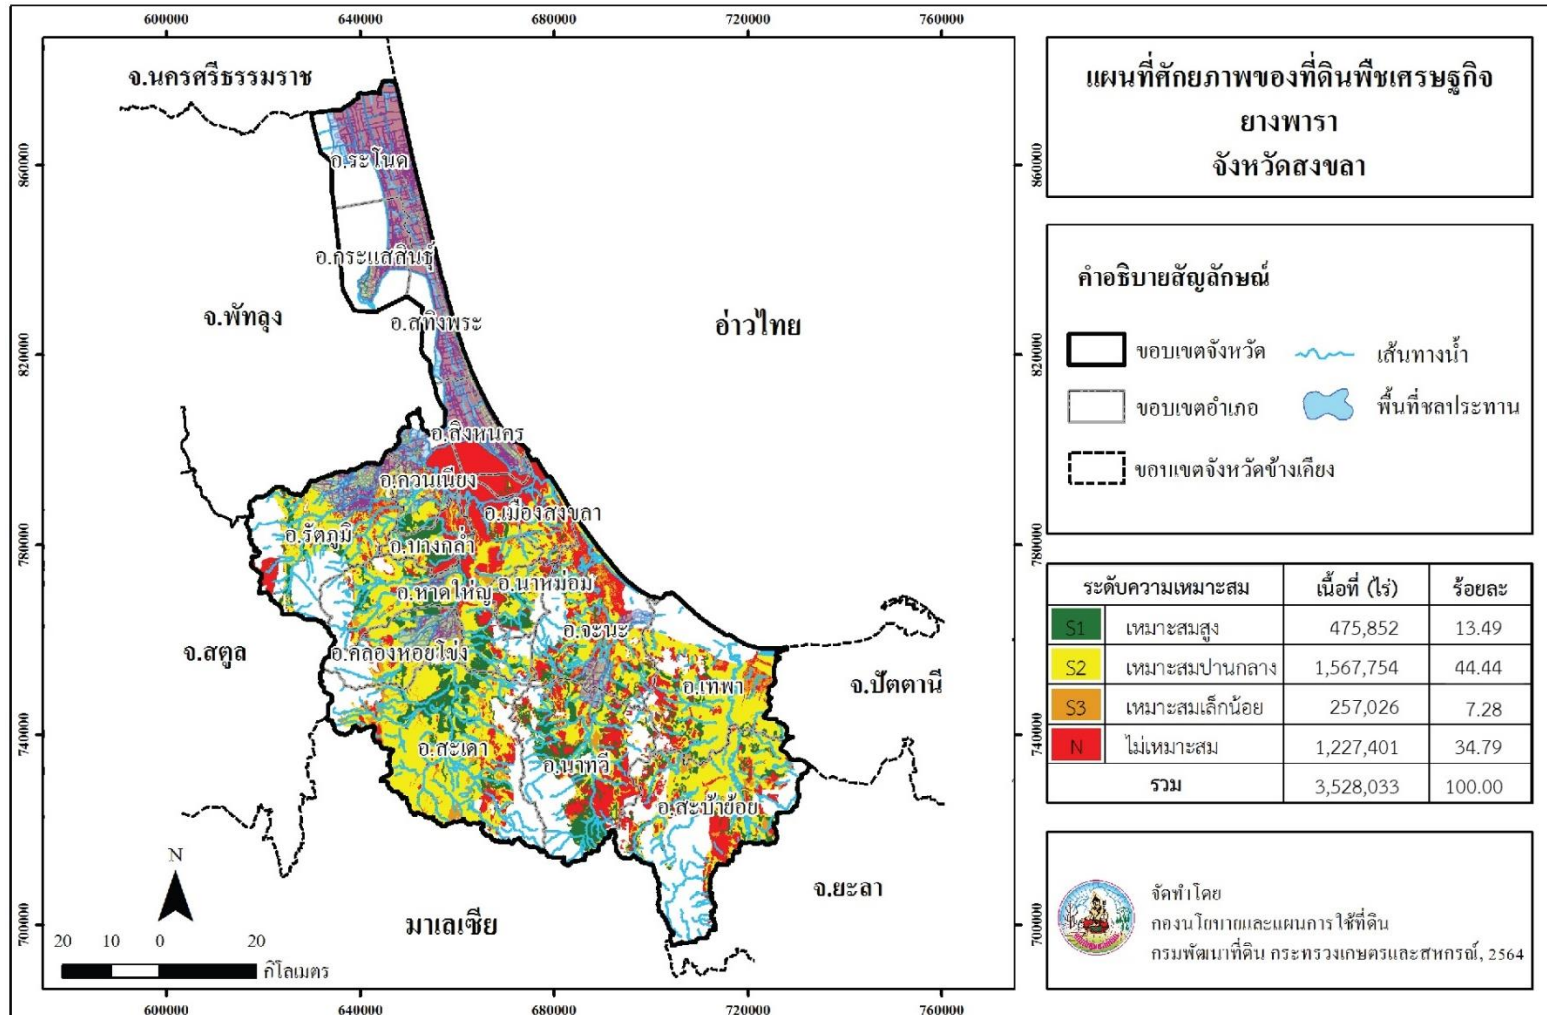 600000 640000 680000 720000 760000
แผนที่ศักยภาพของที่ดินพืชเศรษฐกิจ
ยางพารา
จังหวัดสงขลา
จ.นครศรีธรรมราช
860000 860000
อ.ระโนด
อ.กระแสสินธุ์
จ.พัทลุง
อ.สทิงพระ
อ่าวไทย
820000 820000
คำอธิบายสัญลักษณ์
ขอบเขตจังหวัด เส้นทางน้ำ
ขอบเขตอำเภอ พื้นที่ชลประทาน
ขอบเขตจังหวัดข้างเคียง
อ.สิงหนคร
อ.ควนเนียง
อ.เมืองสงขลา
อ.รัตภูมิ
อ.บางกล่ำ
780000 780000
อ.หาดใหญ่
อ.นาหม่อม
อ.จะนะ
จ.สตูล
อ.คลองหอยโข่ง
อ.เทพา
จ.ปัตตานี
740000 740000
อ.สะเดา
อ.นาทวี
อ.สะบ้าย้อย
จ.ยะลา
มาเลเซีย
700000 700000
N
20 10 0 20
กิโลเมตร
600000 640000 680000 720000 760000
ระดับความเหมาะสม เนื้อที่ (ไร่) ร้อยละ
S1 เหมาะสมสูง 475,852 13.49
S2 เหมาะสมปานกลาง 1,567,754 44.44
S3 เหมาะสมเล็กน้อย 257,026 7.28
N ไม่เหมาะสม 1,227,401 34.79
รวม 3,528,033 100.00
จัดทำโดย
กองนโยบายและแผนการใช้ที่ดิน
กรมพัฒนาที่ดิน กระทรวงเกษตรและสหกรณ์, 2564